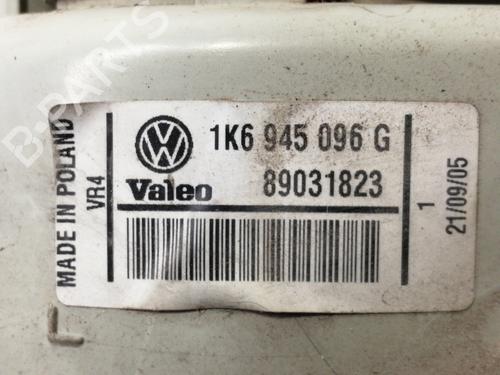 MADE IN POLAND
VR4
1K6 945 096 G
Valeo 89031823
1
21/09/05
B-PARTS